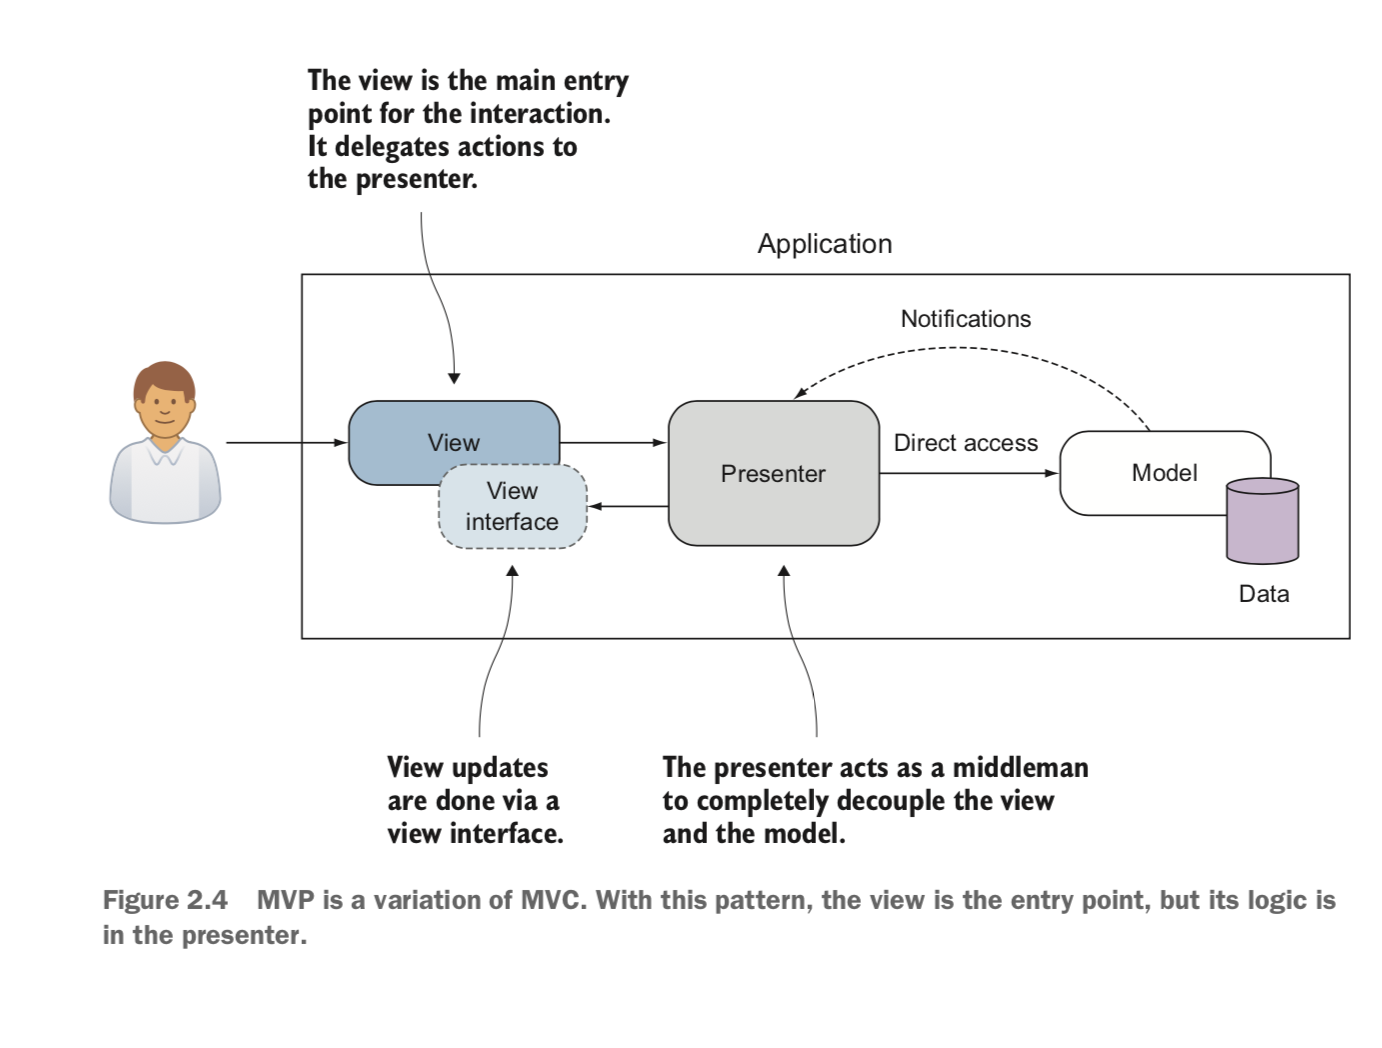 The view is the main entry
point for the interaction.
It delegates actions to
the presenter.
Application
Notifications
View
Presenter
Direct access
Model
View
interface
Data
View updates
are done via a
view interface.
The presenter acts as a middleman
to completely decouple the view
and the model.
Figure 2.4 MVP is a variation of MVC. With this pattern, the view is the entry point, but its logic is
in the presenter.